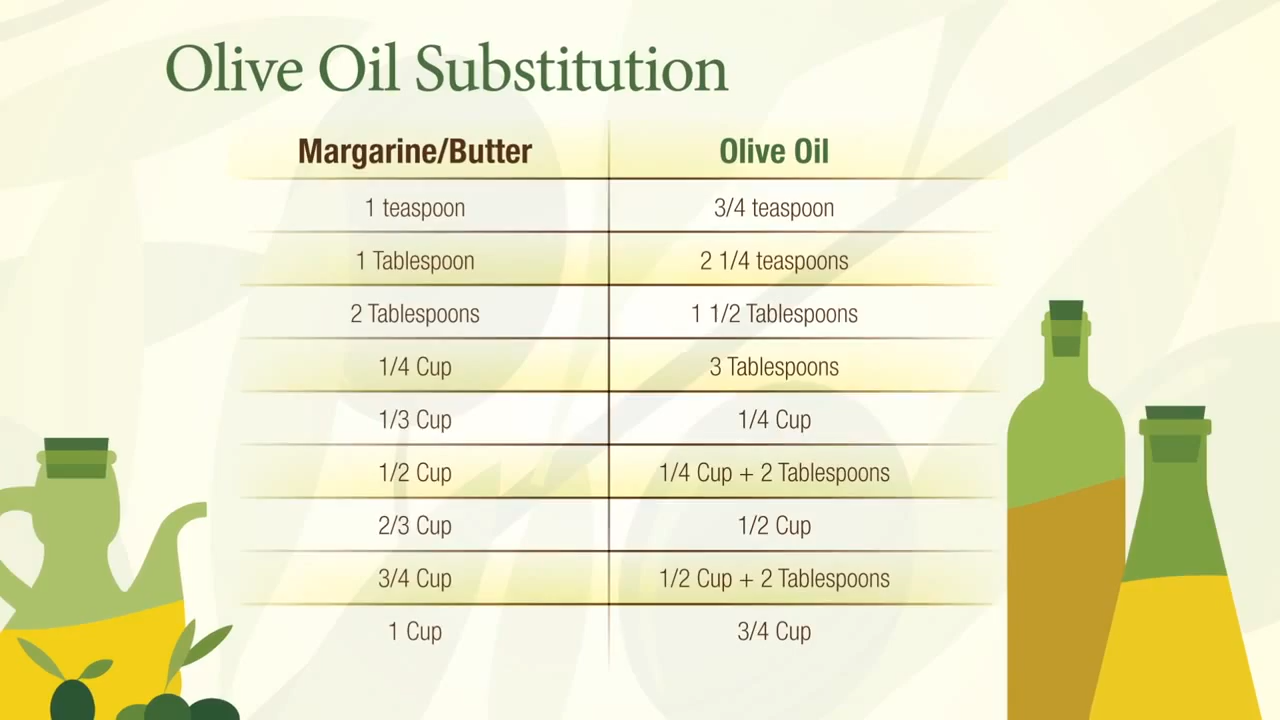 Olive Oil Substitution
Margarine/Butter Olive Oil
1 teaspoon 3/4 teaspoon
1 Tablespoon 2 1/4 teaspoons
2 Tablespoons 1 1/2 Tablespoons
1/4 Cup 3 Tablespoons
1/3 Cup 1/4 Cup
1/2 Cup 1/4 Cup + 2 Tablespoons
2/3 Cup 1/2 Cup
3/4 Cup 1/2 Cup + 2 Tablespoons
1 Cup 3/4 Cup